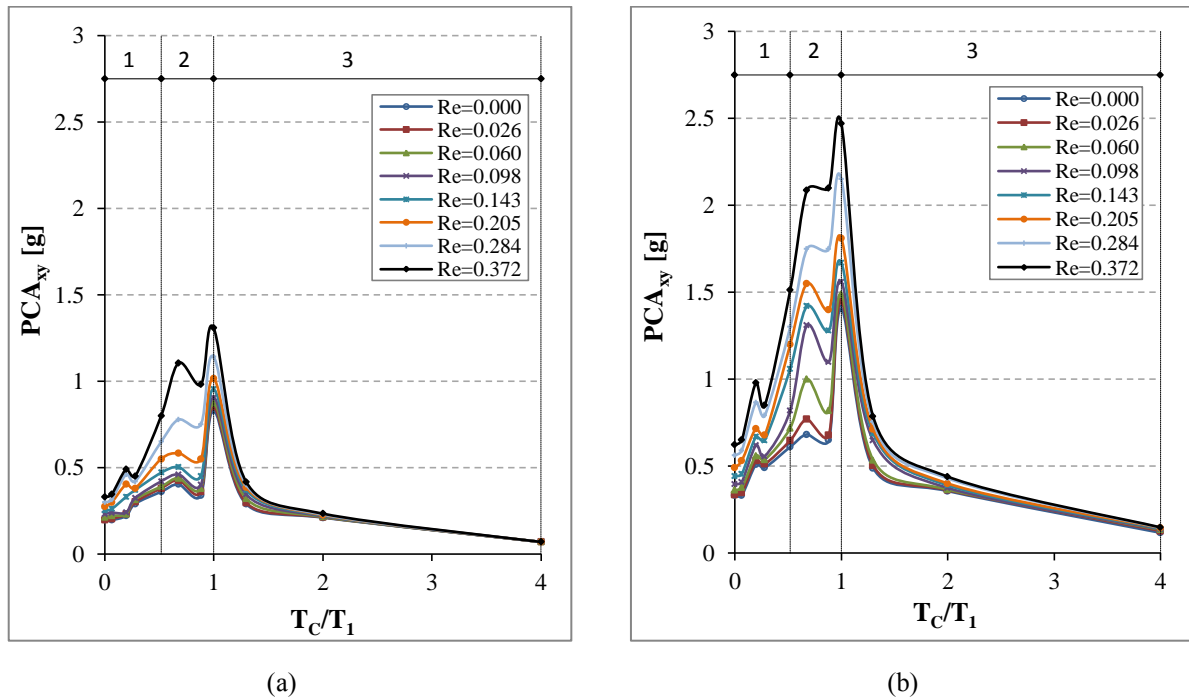 3
2.5
2
1.5
1
0.5
0
0
1
2
3
4
PCAxy [g]
TC/T1
1
2
3
Re=0.000
Re=0.026
Re=0.060
Re=0.098
Re=0.143
Re=0.205
Re=0.284
Re=0.372
(a)
3
2.5
2
1.5
1
0.5
0
0
1
2
3
4
PCAxy [g]
TC/T1
1
2
3
Re=0.000
Re=0.026
Re=0.060
Re=0.098
Re=0.143
Re=0.205
Re=0.284
Re=0.372
(b)